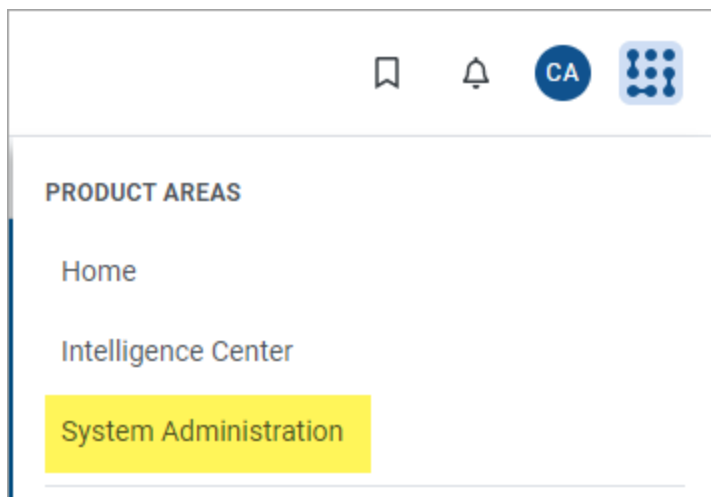 CA
PRODUCT AREAS
Home
Intelligence Center
System Administration